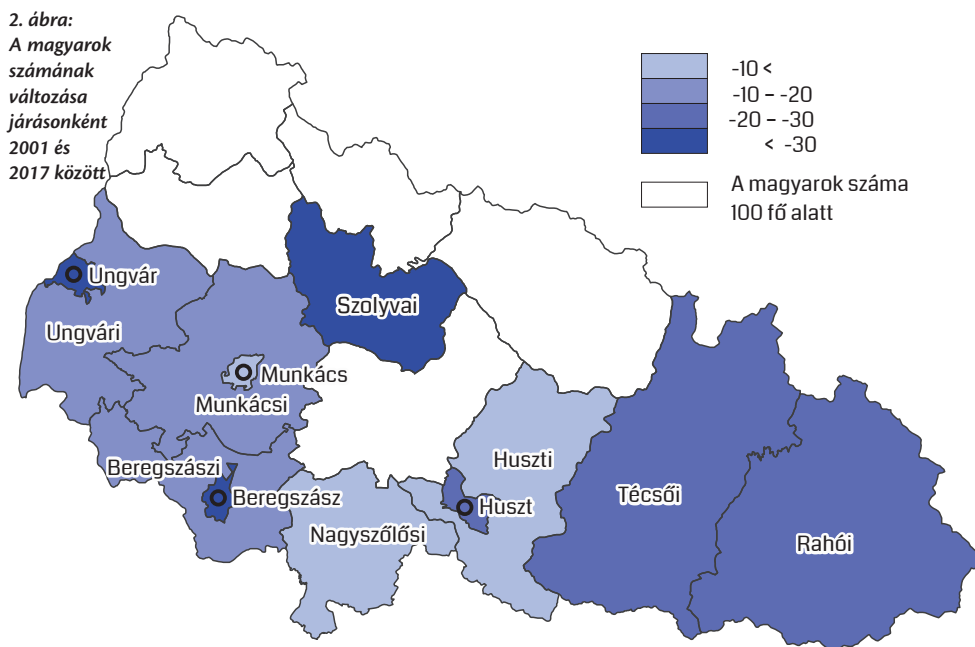 2. ábra:
A magyarok
számának
változása
járásonként
2001 és
2017 között
-10 <
-10 – -20
-20 – -30
< -30
A magyarok száma
100 fő alatt
Ungvár
Szolyvai
Ungvári
Munkács
Munkácsi
Huszti
Beregszászi
Técsői
Beregszász
Huszt
Nagyszőlősi
Rahói